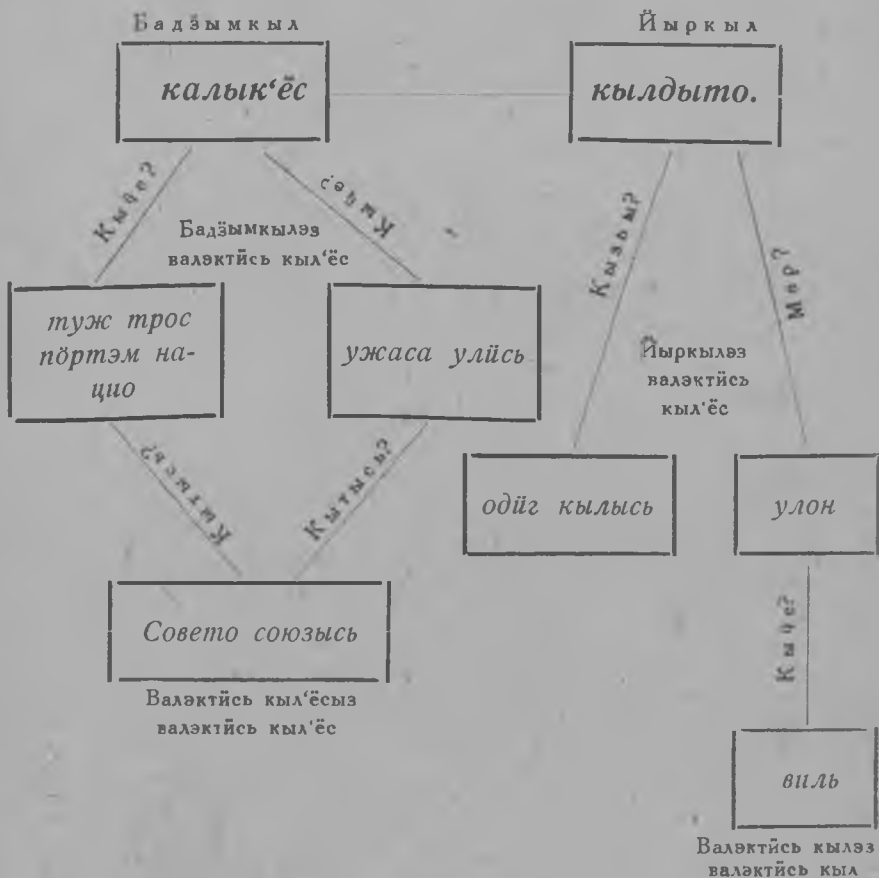 Бадӟымкыл
Йыркыл
калык‘ёс
кылдыто.
Кыӵе?
Кыӵе?
Кызьы?
Мар?
Бадӟымкылэз
валэктӥсь кыл‘ёс
туж трос
пӧртэм на-
цио
ужаса улӥсь
Йыркылэз
валэктӥсь
кыл‘ёс
Кытысь?
Кытысь?
одӥг кылысь
улон
Совето союзысь
Кыӵе?
Валэктӥсь кыл‘ёсыз
валэктӥсь кыл‘ёс
виль
Валэктӥсь кылэз
валэктӥсь кыл